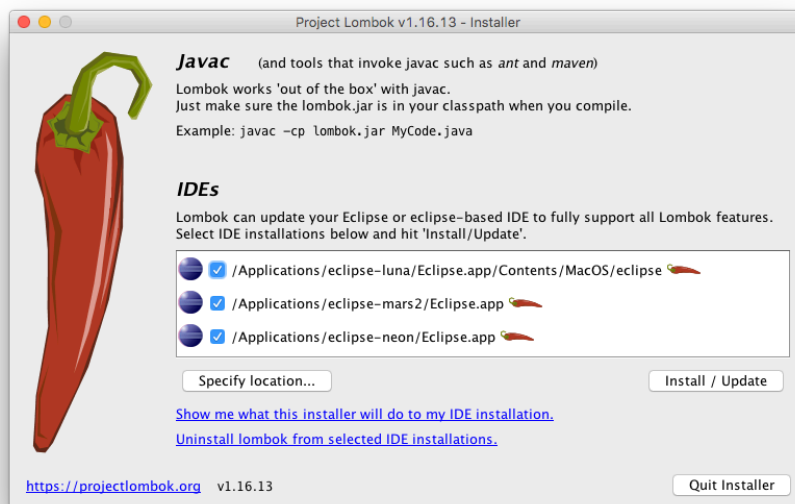 Project Lombok v1.16.13 - Installer
Javac (and tools that invoke javac such as ant and maven)
Lombok works 'out of the box' with javac.
Just make sure the lombok.jar is in your classpath when you compile.
Example: javac -cp lombok.jar MyCode.java
IDEs
Lombok can update your Eclipse or eclipse-based IDE to fully support all Lombok features.
Select IDE installations below and hit 'Install/Update'.
/Applications/eclipse-luna/Eclipse.app/Contents/MacOS/eclipse
/Applications/eclipse-mars2/Eclipse.app
/Applications/eclipse-neon/Eclipse.app
Specify location... Install / Update
Show me what this installer will do to my IDE installation.
Uninstall lombok from selected IDE installations.
https://projectlombok.org v1.16.13 Quit Installer